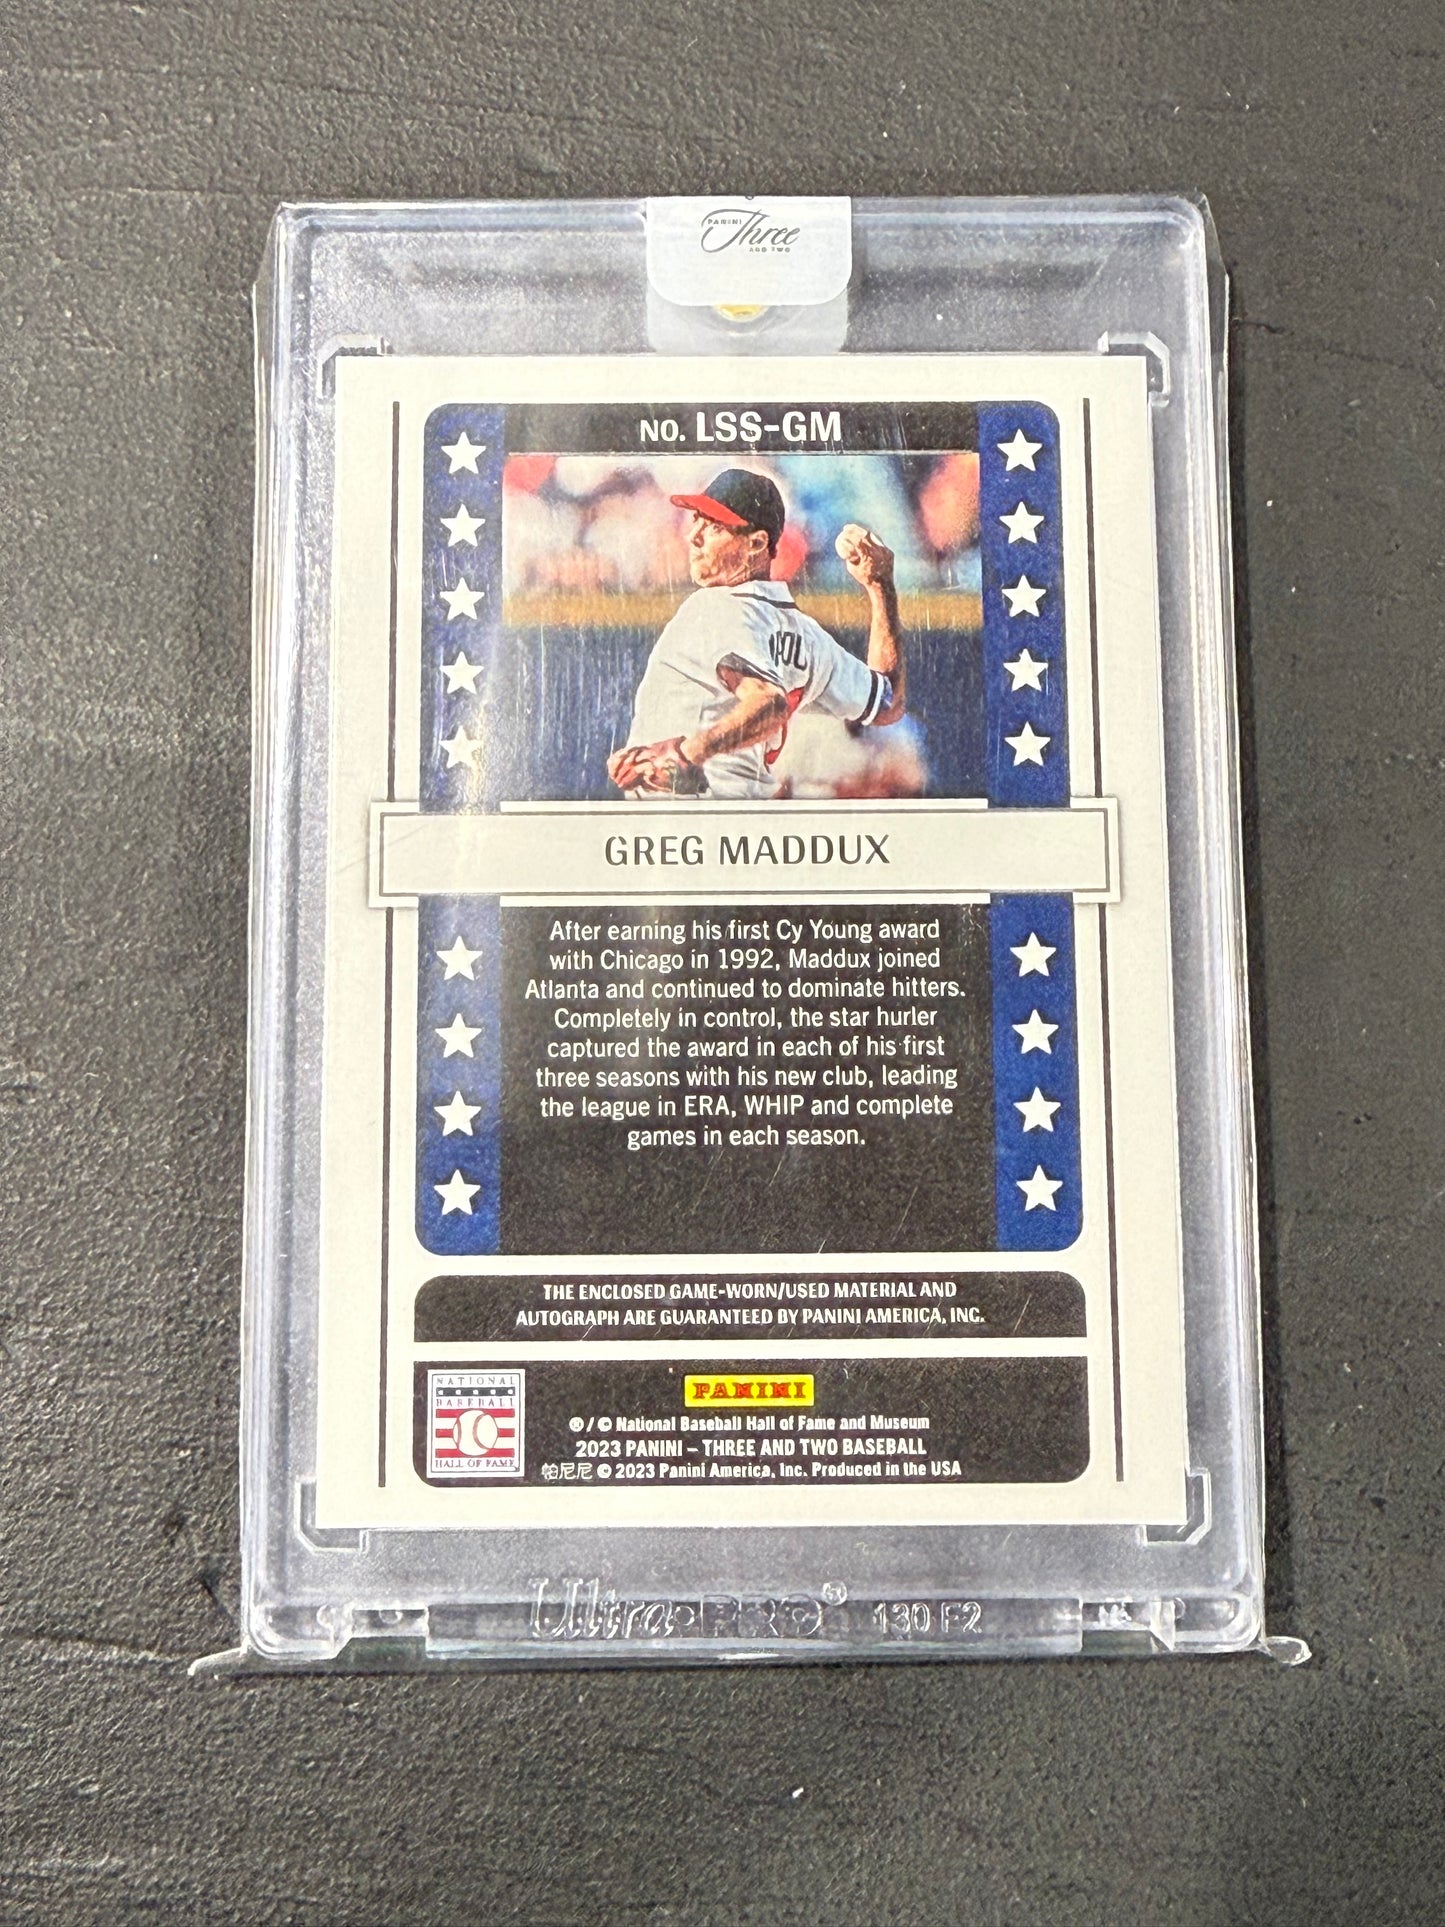 PANINI
Three
AND TWO
NO. LSS-GM
GREG MADDUX
After earning his first Cy Young award
with Chicago in 1992, Maddux joined
Atlanta and continued to dominate hitters.
Completely in control, the star hurler
captured the award in each of his first
three seasons with his new club, leading
the league in ERA, WHIP and complete
games in each season.
THE ENCLOSED GAME-WORN/USED MATERIAL AND
AUTOGRAPH ARE GUARANTEED BY PANINI AMERICA, INC.
NATIONAL
BASEBALL
HALL OF FAME
PANINI
®/© National Baseball Hall of Fame and Museum
2023 PANINI – THREE AND TWO BASEBALL
帕尼尼 © 2023 Panini America, Inc. Produced in the USA
Ultra·PRO® 130 F2